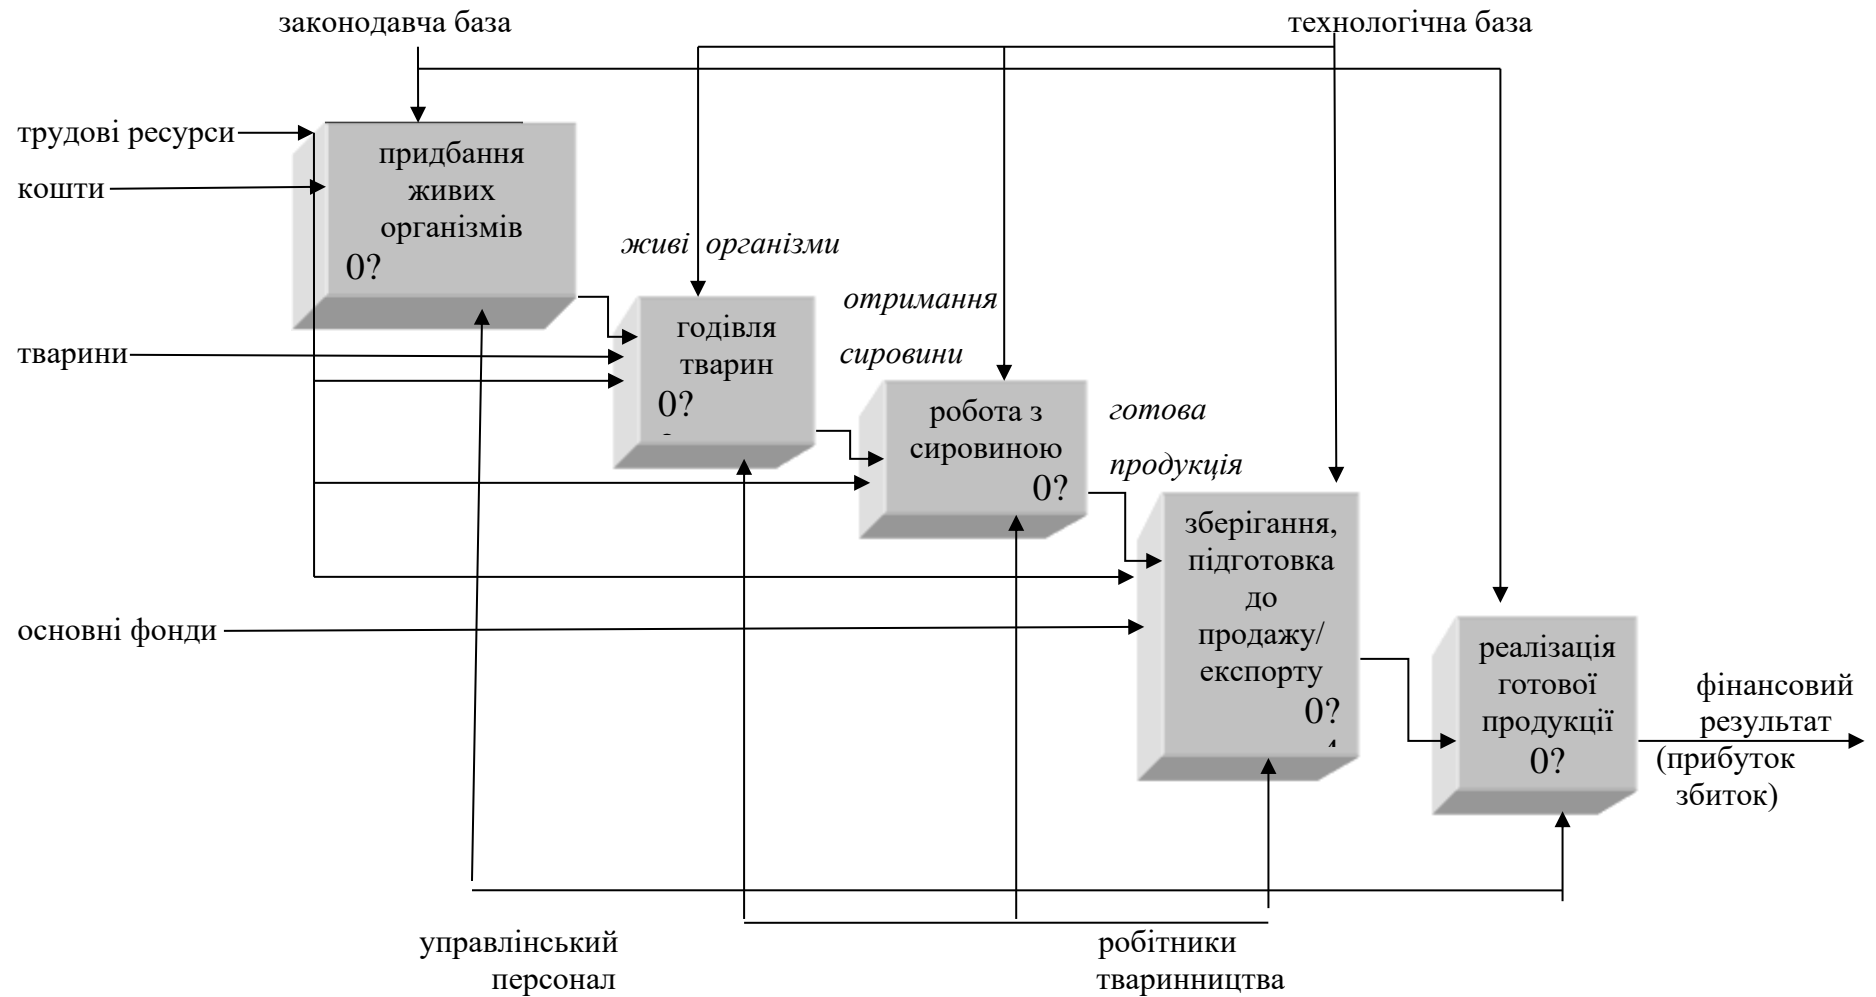 законодавча база
технологічна база
трудові ресурси
кошти
придбання
живих
організмів
0?
живі організми
тварини
годівля
тварин
0?
отримання
сировини
робота з
сировиною
0?
готова
продукція
основні фонди
зберігання,
підготовка
до
продажу/
експорту
0?
реалізація
готової
продукції
0?
фінансовий
результат
(прибуток
збиток)
управлінський
персонал
робітники
тваринництва